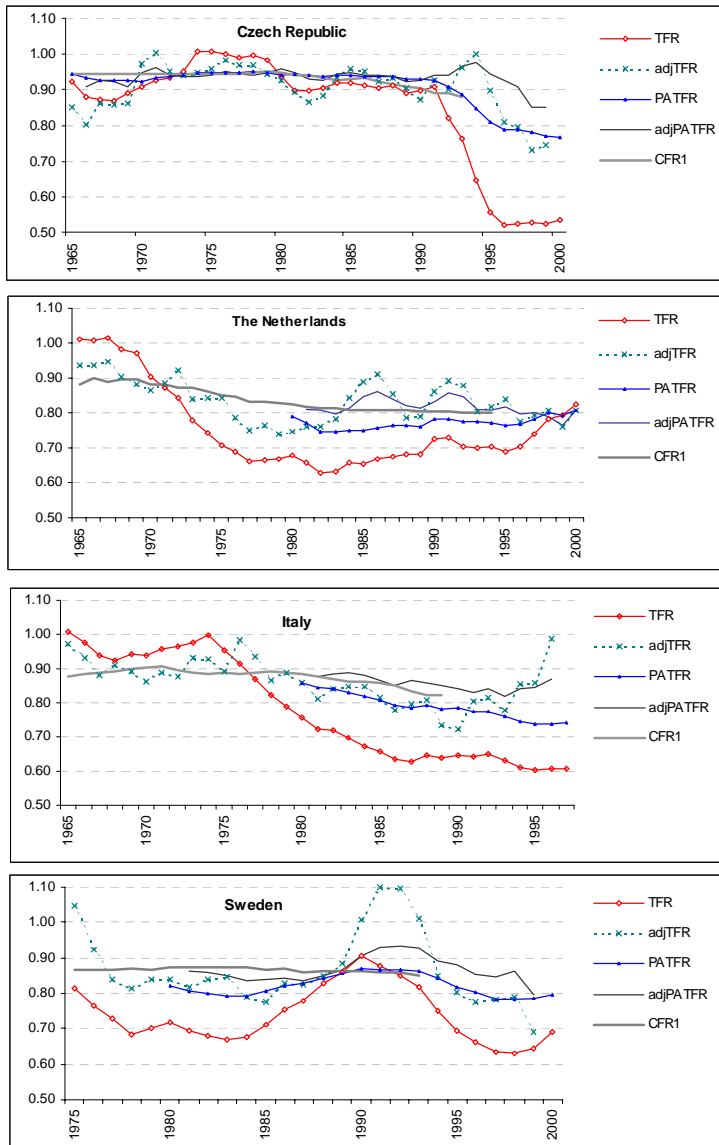 Czech Republic
1.10
1.00
0.90
0.80
0.70
0.60
0.50
1965
1970
1975
1980
1985
1990
1995
2000
TFR
adjTFR
PATFR
adjPATFR
CFR1
The Netherlands
1.10
1.00
0.90
0.80
0.70
0.60
0.50
1965
1970
1975
1980
1985
1990
1995
2000
TFR
adjTFR
PATFR
adjPATFR
CFR1
Italy
1.10
1.00
0.90
0.80
0.70
0.60
0.50
1965
1970
1975
1980
1985
1990
1995
TFR
adjTFR
PATFR
adjPATFR
CFR1
Sweden
1.10
1.00
0.90
0.80
0.70
0.60
0.50
1975
1980
1985
1990
1995
2000
TFR
adjTFR
PATFR
adjPATFR
CFR1